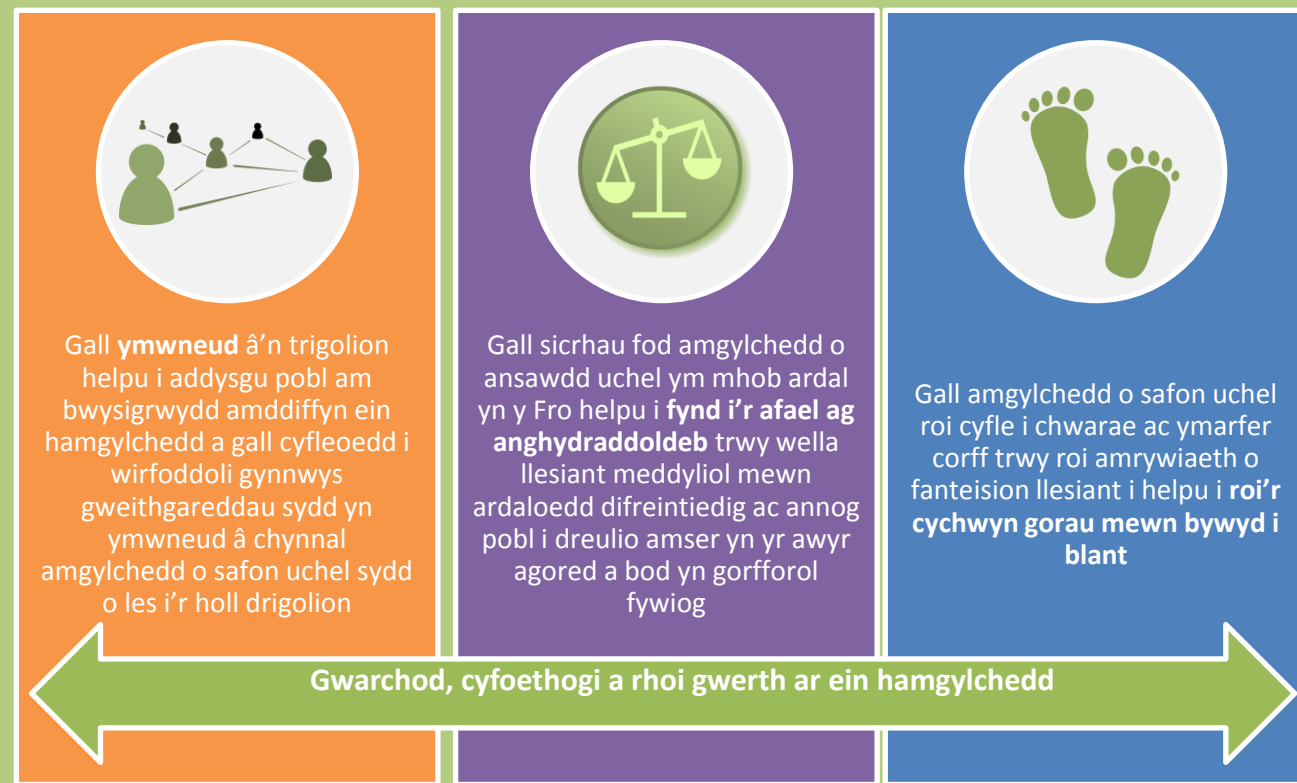 Gall ymwneud â'n trigolion
helpu i addysgu pobl am
bwysigrwydd amddiffyn ein
hamgylchedd a gall cyfleoedd i
wirfoddoli gynnwys
gweithgareddau sydd yn
ymwneud â chynnal
amgylchedd o safon uchel sydd
o les i'r holl drigolion
Gall sicrhau fod amgylchedd o
ansawdd uchel ym mhob ardal
yn y Fro helpu i fynd i'r afael ag
anghydraddoldeb trwy wella
llesiant meddyliol mewn
ardaloedd difreintiedig ac annog
pobl i dreulio amser yn yr awyr
agored a bod yn gorfforol
fywiog
Gall amgylchedd o safon uchel
roi cyfle i chwarae ac ymarfer
corff trwy roi amrywiaeth o
fanteision llesiant i helpu i roi'r
cychwyn gorau mewn bywyd i
blant
Gwarchod, cyfoethogi a rhoi gwerth ar ein hamgylchedd